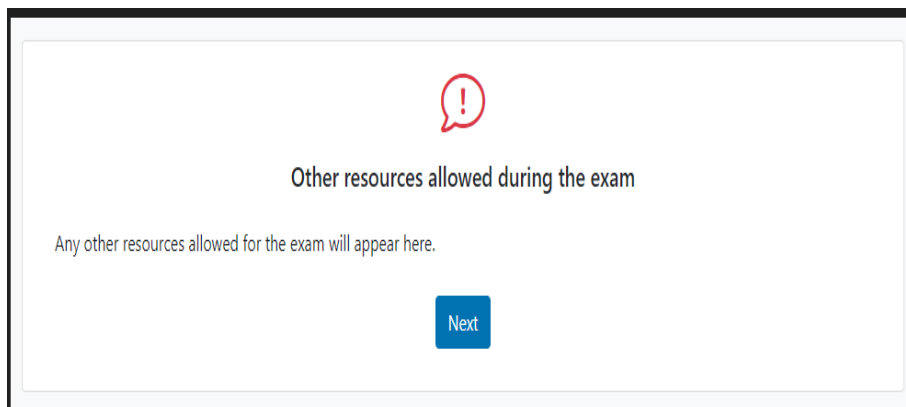 !
Other resources allowed during the exam
Any other resources allowed for the exam will appear here.
Next